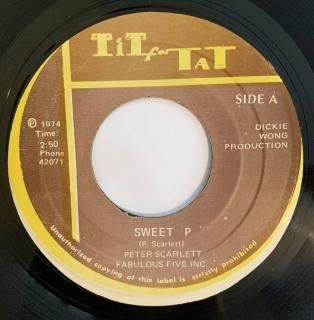 TiT for TAT
SIDE A
℗ 1974
Time:
2:50
Phone
42071
DICKIE
WONG
PRODUCTION
SWEET P
(P. Scarlett)
PETER SCARLETT
FABULOUS FIVE INC.
Unauthorized copying of this label is strictly prohibited